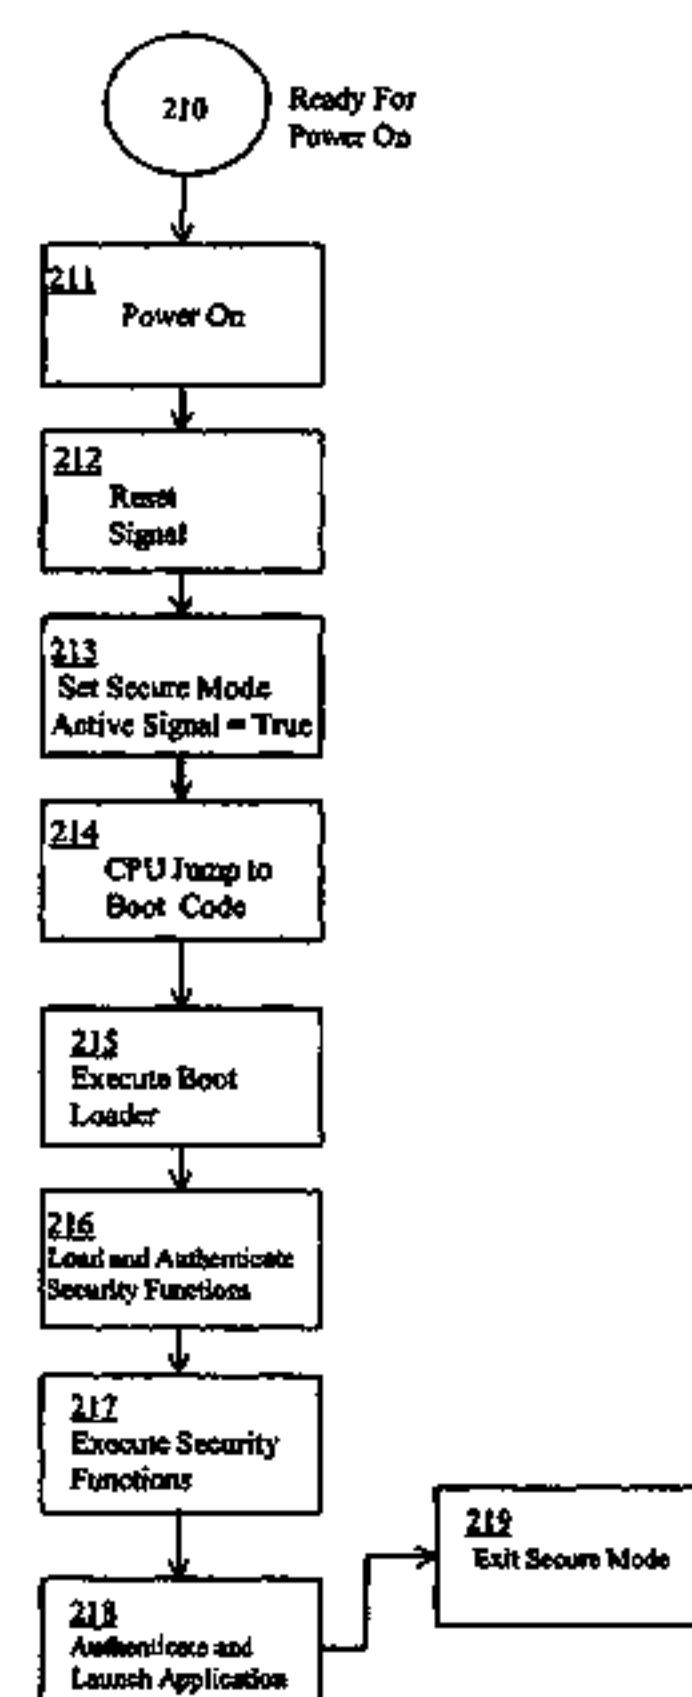 210
Ready For
Power On
211
Power On
212
Reset
Signal
213
Set Secure Mode
Active Signal = True
214
CPU Jump to
Boot Code
215
Execute Boot
Loader
216
Load and Authenticate
Security Functions
217
Execute Security
Functions
218
Authenticate and
Launch Application
219
Exit Secure Mode